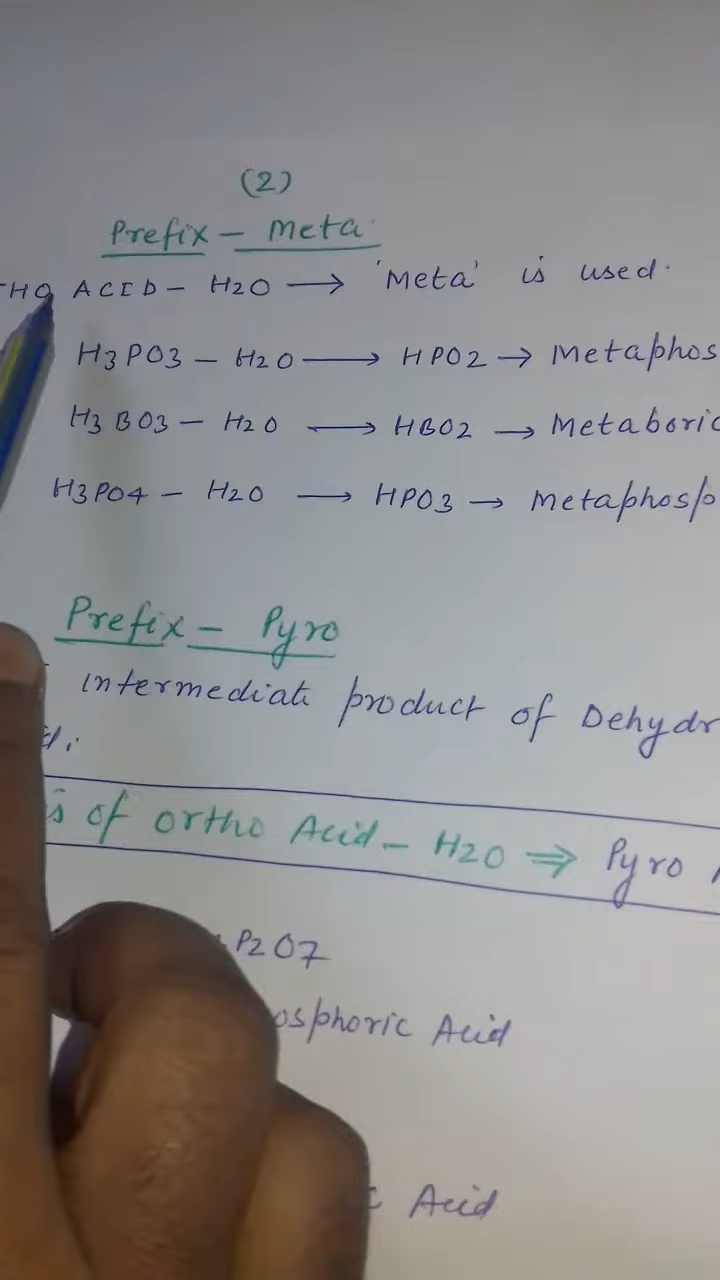 (2)
Prefix - Meta
THO ACID - H2O → 'Meta' is used.
H3PO3 - H2O → HPO2 → Metaphos
H3BO3 - H2O → HBO2 → Metaboric
H3PO4 - H2O → HPO3 → Metaphosp
Prefix - Pyro
intermediate product of Dehydr
d.
s of ortho Acid - H2O ⇒ Pyro
P2O7
osphoric Acid
c Acid